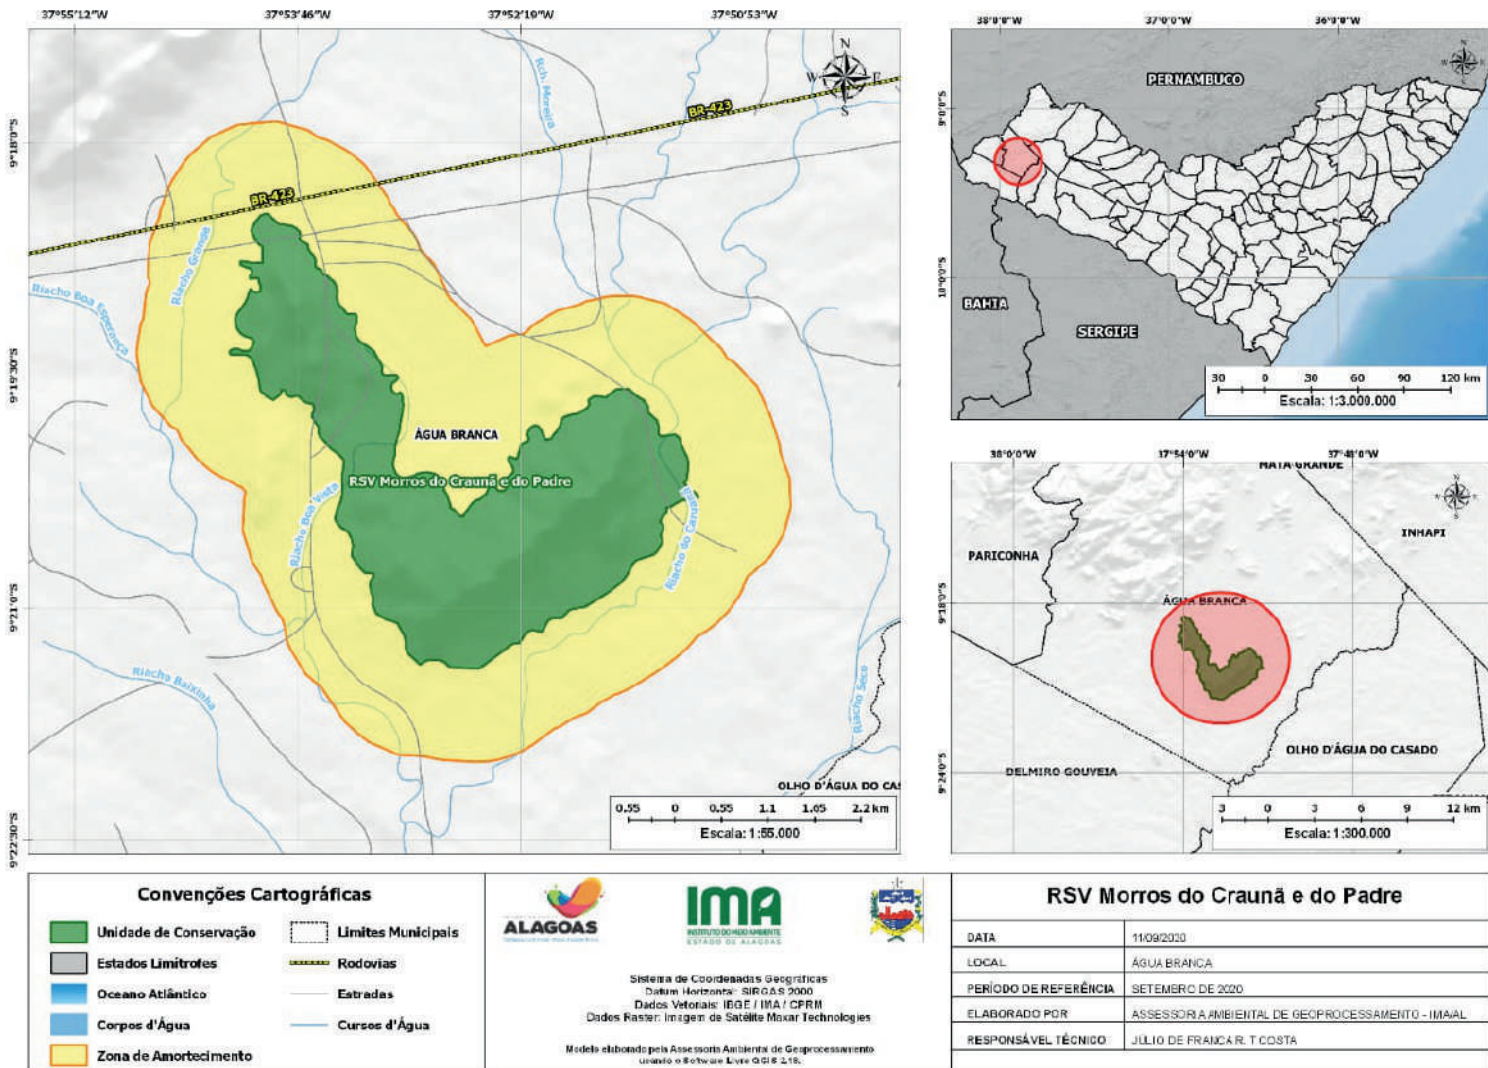 37°55'12"W 37°53'46"W 37°52'19"W 37°50'53"W
9°18'0"S
9°19'30"S
9°21'0"S
9°22'30"S
N
W E
S
Rch. Moreira
BR-423
BR-423
Riacho Grande
Riacho Boa Esperança
ÁGUA BRANCA
RSV Morros do Craunã e do Padre
Riacho Boa Vista
Riacho Baixinha
Riacho Seco
OLHO D'ÁGUA DO CAS
0.55 0 0.55 1.1 1.65 2.2 km
Escala: 1:55.000
38°0'0"W 37°0'0"W 36°0'0"W
9°0'0"S
10°0'0"S
N
W E
S
PERNAMBUCO
BAHIA
SERGIPE
30 0 30 60 90 120 km
Escala: 1:3.000.000
38°0'0"W 37°54'0"W 37°48'0"W
9°18'0"S
9°24'0"S
MATA GRANDE
N
W E
S
INHAPI
PARICONHA
ÁGUA BRANCA
OLHO D'ÁGUA DO CASADO
DELMIRO GOUVEIA
3 0 3 6 9 12 km
Escala: 1:300.000
Convenções Cartográficas
Unidade de Conservação
Estados Limítrofes
Oceano Atlântico
Corpos d'Água
Zona de Amortecimento
Limites Municipais
Rodovias
Estradas
Cursos d'Água
ALAGOAS
IMA
INSTITUTO DO MEIO AMBIENTE
ESTADO DE ALAGOAS
Sistema de Coordenadas Geográficas
Datum Horizontal: SIRGAS 2000
Dados Vetoriais: IBGE / IMA / CPRM
Dados Raster: Imagem de Satélite Maxar Technologies
Modelo elaborado pela Assessoria Ambiental de Geoprocessamento
usando o Software Livre QGIS 2.18.
RSV Morros do Craunã e do Padre
DATA 11/09/2020
LOCAL ÁGUA BRANCA
PERÍODO DE REFERÊNCIA SETEMBRO DE 2020
ELABORADO POR ASSESSORIA AMBIENTAL DE GEOPROCESSAMENTO - IMA/AL
RESPONSÁVEL TÉCNICO JÚLIO DE FRANCA R. T COSTA